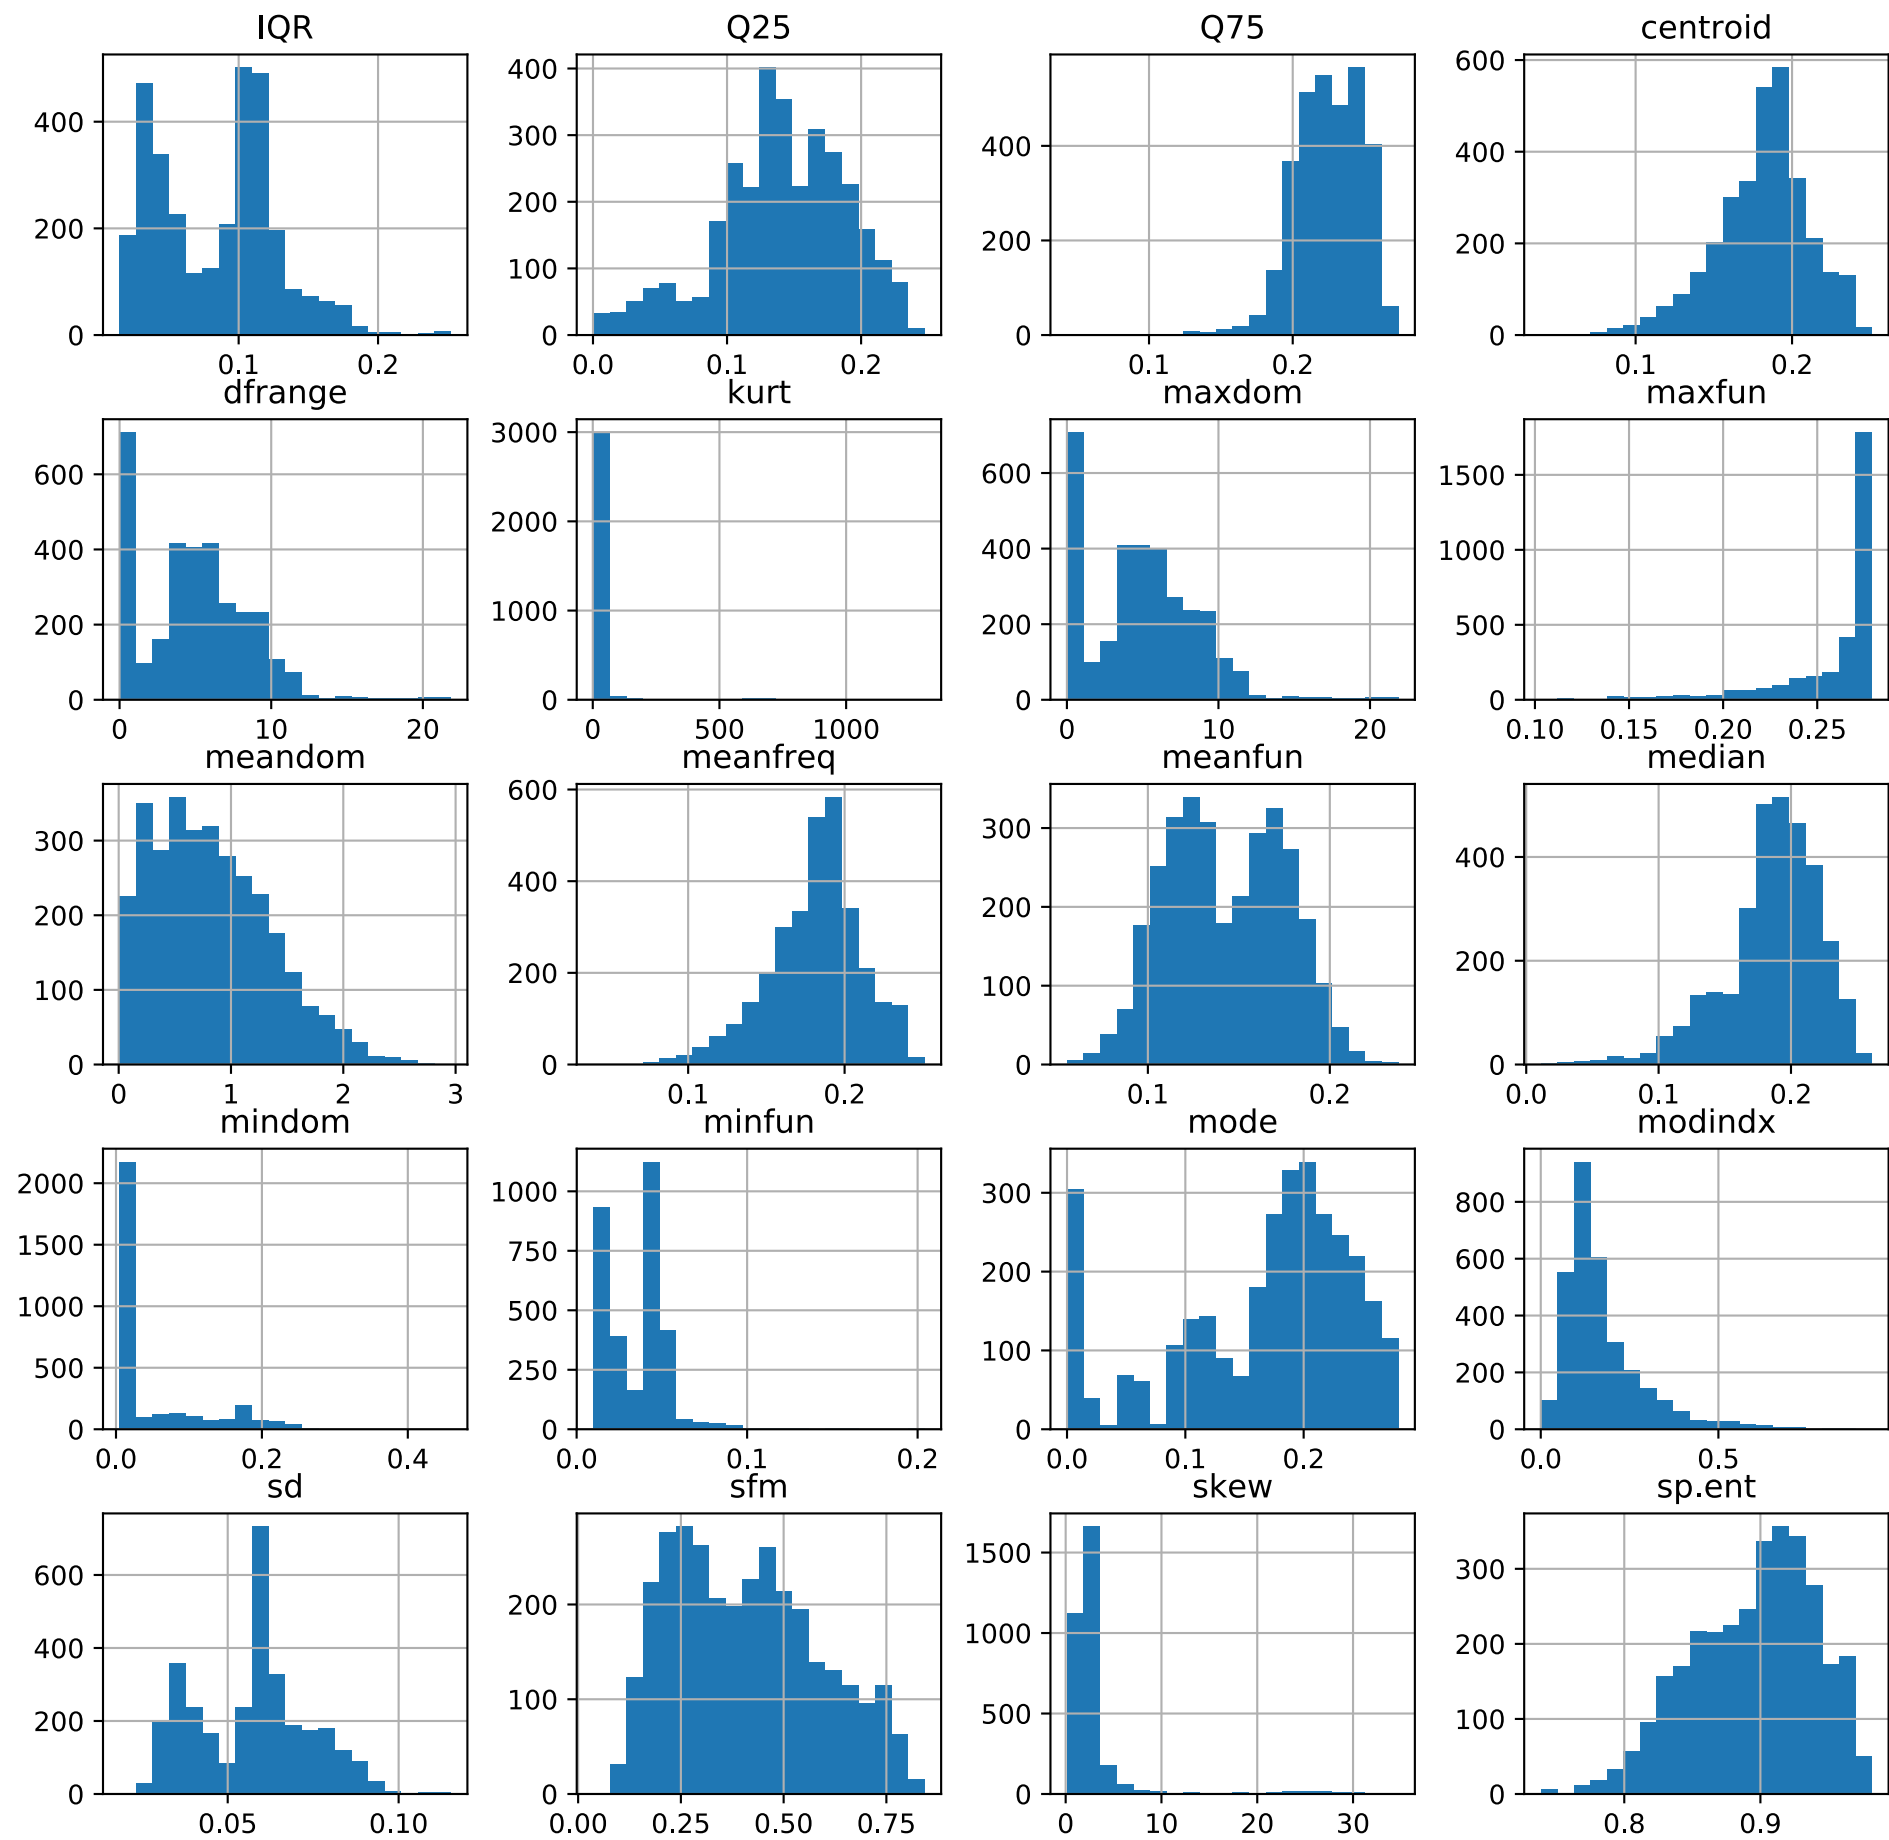 IQR Q25 Q75 centroid
400 200 0 0.1 0.2
400 300 200 100 0 0.0 0.1 0.2
400 200 0 0.1 0.2
600 400 200 0 0.1 0.2
dfrange kurt maxdom maxfun
600 400 200 0 0 10 20
3000 2000 1000 0 0 500 1000
600 400 200 0 0 10 20
1500 1000 500 0 0.10 0.15 0.20 0.25
meandom meanfreq meanfun median
300 200 100 0 0 1 2 3
600 400 200 0 0.1 0.2
300 200 100 0 0.1 0.2
400 200 0 0.0 0.1 0.2
mindom minfun mode modindx
2000 1500 1000 500 0 0.0 0.2 0.4
1000 750 500 250 0 0.0 0.1 0.2
300 200 100 0 0.0 0.1 0.2
800 600 400 200 0 0.0 0.5
sd sfm skew sp.ent
600 400 200 0 0.05 0.10
200 100 0 0.00 0.25 0.50 0.75
1500 1000 500 0 0 10 20 30
300 200 100 0 0.8 0.9